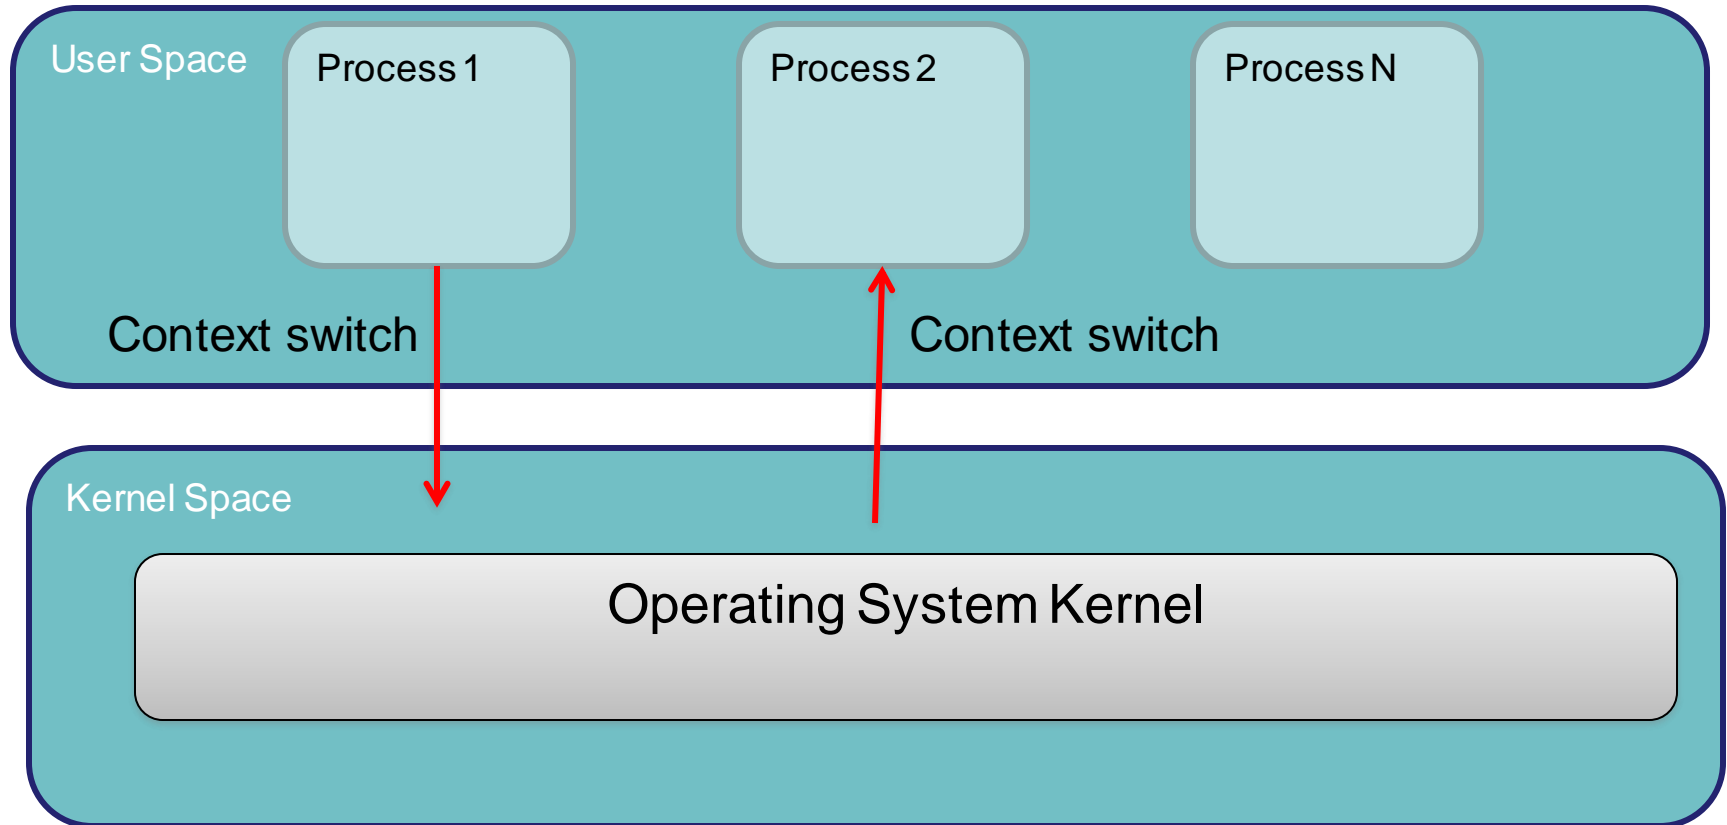 User Space
Process 1
Process 2
Process N
Context switch
Context switch
Kernel Space
Operating System Kernel